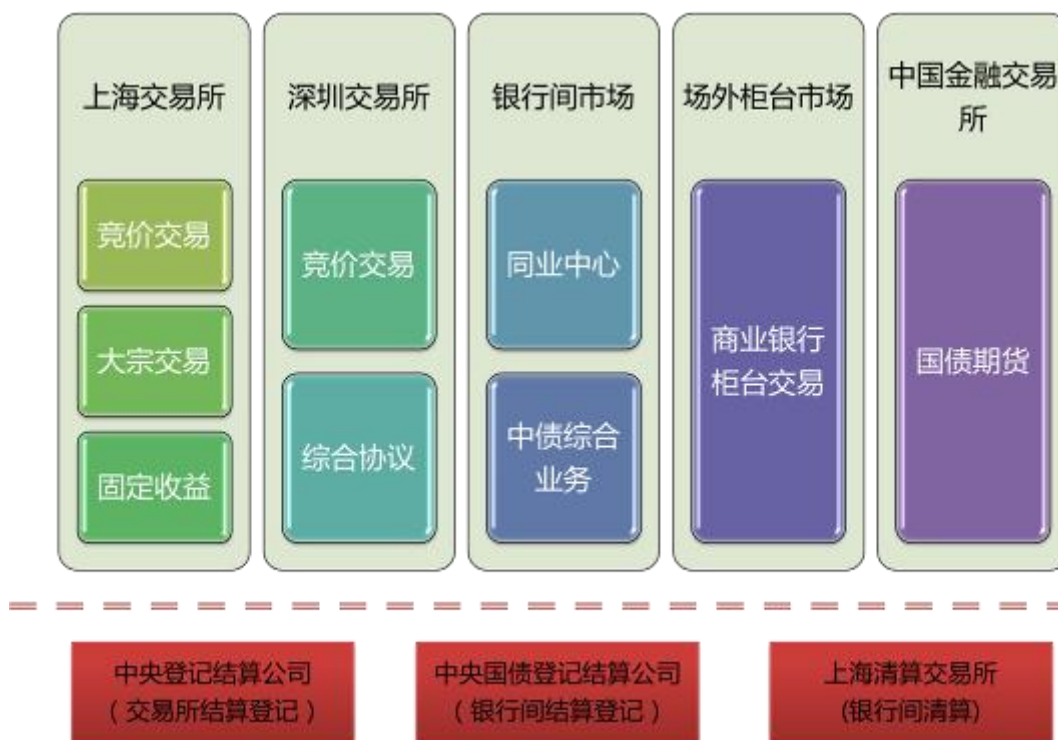 上海交易所
竞价交易
大宗交易
固定收益
深圳交易所
竞价交易
综合协议
银行间市场
同业中心
中债综合
业务
场外柜台市场
商业银行
柜台交易
中国金融交易
所
国债期货
中央登记结算公司
（交易所结算登记）
中央国债登记结算公司
（银行间结算登记）
上海清算交易所
(银行间清算)